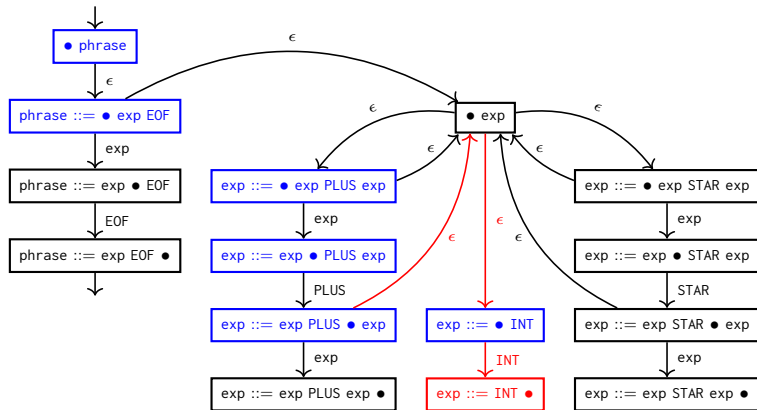 ● phrase
ϵ
ϵ
phrase ::= ● exp EOF
● exp
ϵ
ϵ
exp
ϵ
ϵ
phrase ::= exp ● EOF
exp ::= ● exp PLUS exp
exp ::= ● exp STAR exp
EOF
exp
ϵ
ϵ
ϵ
exp
phrase ::= exp EOF ●
exp ::= exp ● PLUS exp
exp ::= exp ● STAR exp
PLUS
STAR
exp ::= exp PLUS ● exp
exp ::= ● INT
exp ::= exp STAR ● exp
exp
INT
exp
exp ::= exp PLUS exp ●
exp ::= INT ●
exp ::= exp STAR exp ●